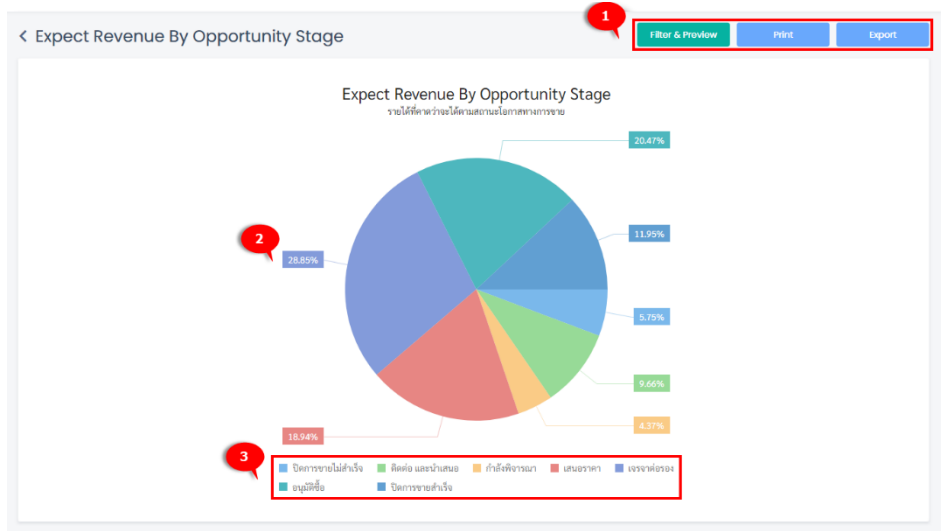 1
< Expect Revenue By Opportunity Stage
Filter & Preview Print Export
Expect Revenue By Opportunity Stage
รายได้ที่คาดว่าจะได้ตามสถานะโอกาสทางการขาย
20.47%
11.95%
2
28.85%
5.75%
9.66%
4.37%
18.94%
3
ปิดการขายไม่สำเร็จ ติดต่อ และนำเสนอ กำลังพิจารณา เสนอราคา เจรจาต่อรอง
อนุมัติซื้อ ปิดการขายสำเร็จ